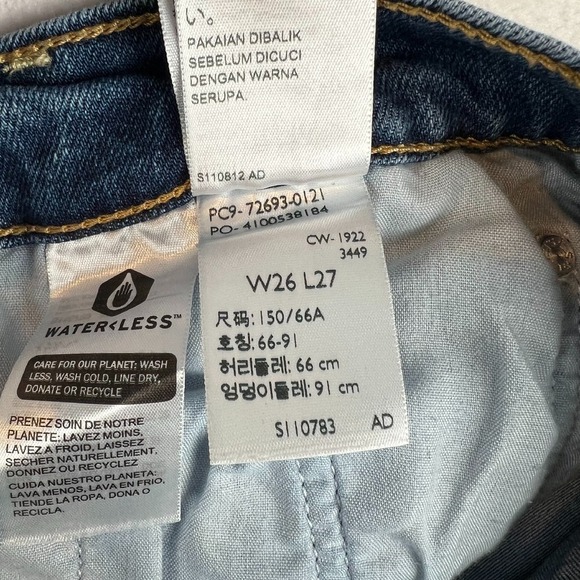 い。
PAKAIAN DIBALIK
SEBELUM DICUCI
DENGAN WARNA
SERUPA.
S110812 AD
PC9-72693-0121
PO-4100538184
CW-1922
3449
W26 L27
尺码: 150/66A
호칭: 66-91
허리둘레: 66 cm
엉덩이둘레: 91 cm
S110783 AD
WATER<LESS™
CARE FOR OUR PLANET: WASH
LESS, WASH COLD, LINE DRY,
DONATE OR RECYCLE
PRENEZ SOIN DE NOTRE
PLANETE: LAVEZ MOINS,
LAVEZ A FROID, LAISSEZ
SECHER NATURELLEMENT.
DONNEZ OU RECYCLEZ
CUIDA NUESTRO PLANETA:
LAVA MENOS, LAVA EN FRIO,
TIENDE LA ROPA, DONA O
RECICLA.